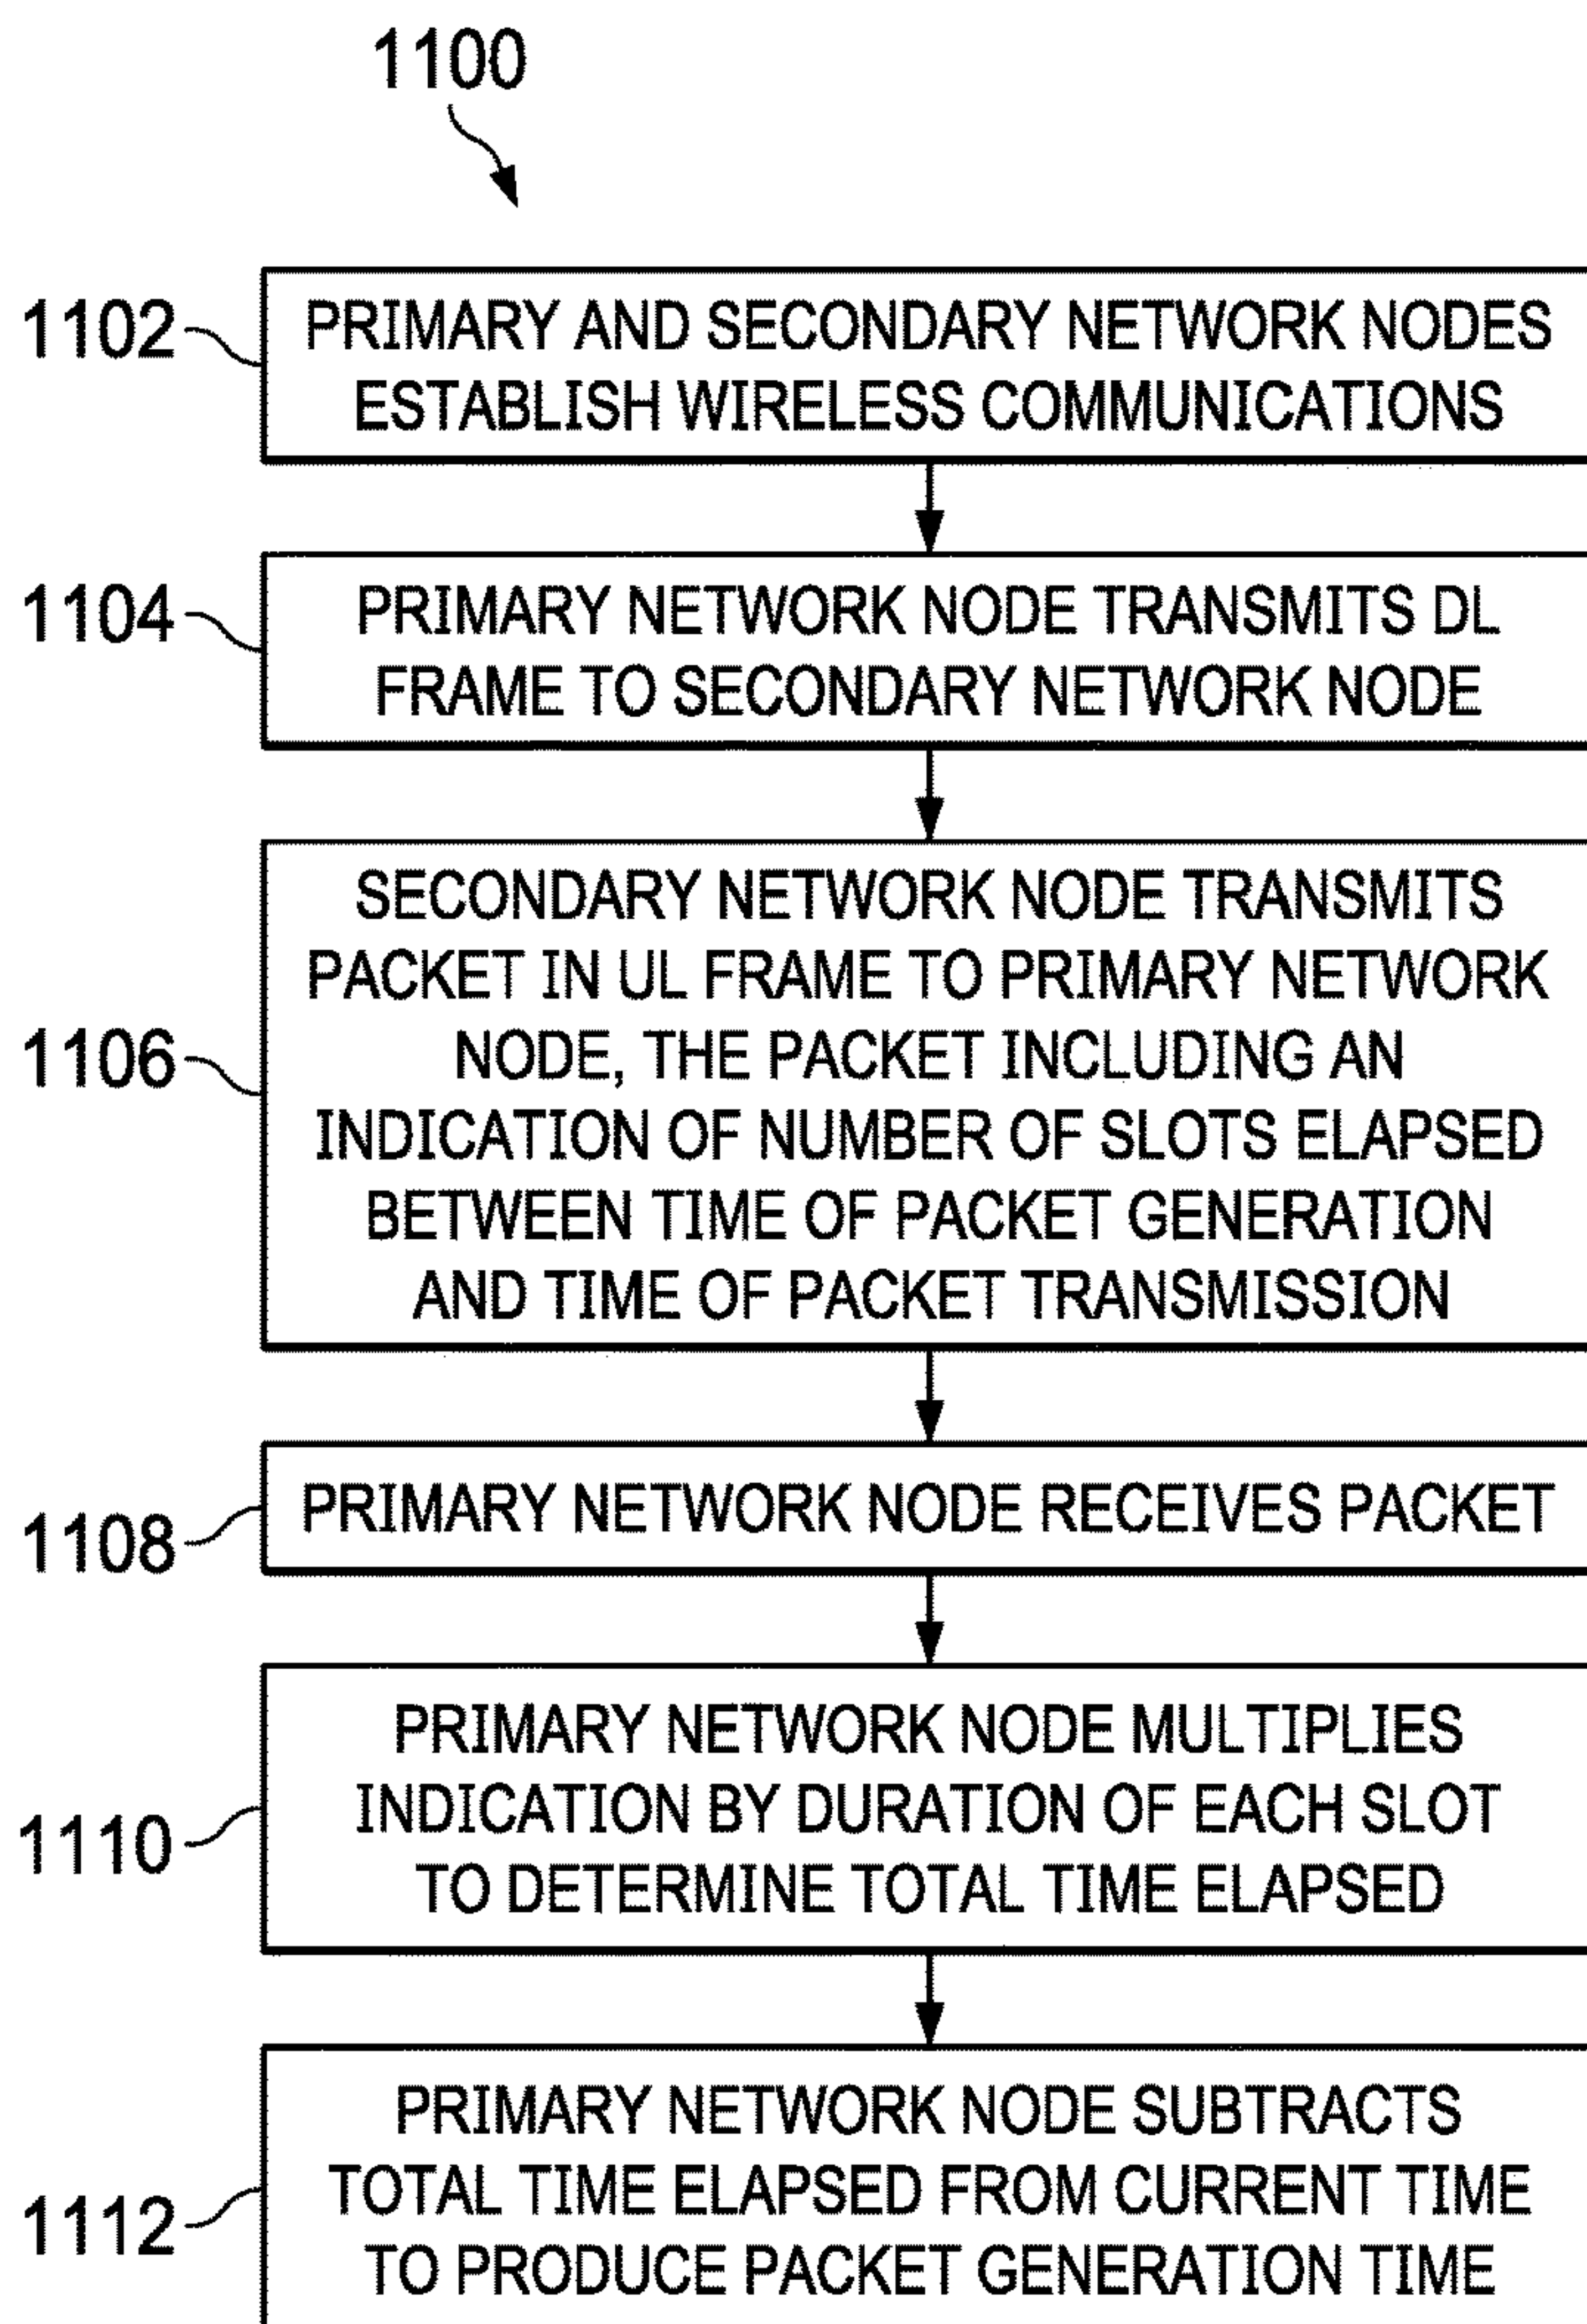 1100
1102
PRIMARY AND SECONDARY NETWORK NODES
ESTABLISH WIRELESS COMMUNICATIONS
1104
PRIMARY NETWORK NODE TRANSMITS DL
FRAME TO SECONDARY NETWORK NODE
1106
SECONDARY NETWORK NODE TRANSMITS
PACKET IN UL FRAME TO PRIMARY NETWORK
NODE, THE PACKET INCLUDING AN
INDICATION OF NUMBER OF SLOTS ELAPSED
BETWEEN TIME OF PACKET GENERATION
AND TIME OF PACKET TRANSMISSION
1108
PRIMARY NETWORK NODE RECEIVES PACKET
1110
PRIMARY NETWORK NODE MULTIPLIES
INDICATION BY DURATION OF EACH SLOT
TO DETERMINE TOTAL TIME ELAPSED
1112
PRIMARY NETWORK NODE SUBTRACTS
TOTAL TIME ELAPSED FROM CURRENT TIME
TO PRODUCE PACKET GENERATION TIME